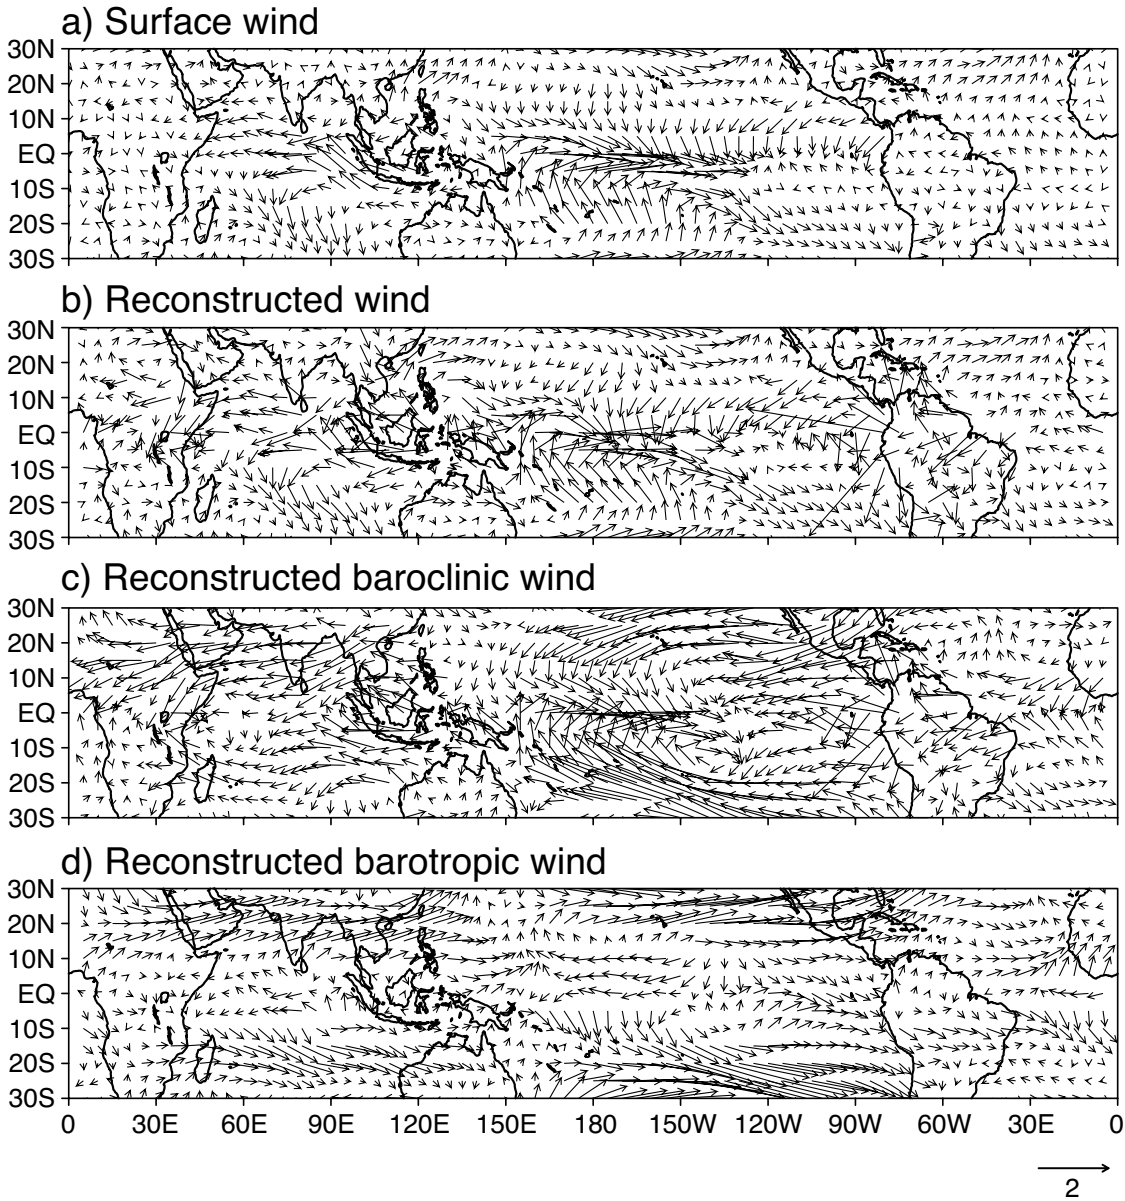 a) Surface wind
30N
20N
10N
EQ
10S
20S
30S
b) Reconstructed wind
30N
20N
10N
EQ
10S
20S
30S
c) Reconstructed baroclinic wind
30N
20N
10N
EQ
10S
20S
30S
d) Reconstructed barotropic wind
30N
20N
10N
EQ
10S
20S
30S
0 30E 60E 90E 120E 150E 180 150W 120W 90W 60W 30E 0
2